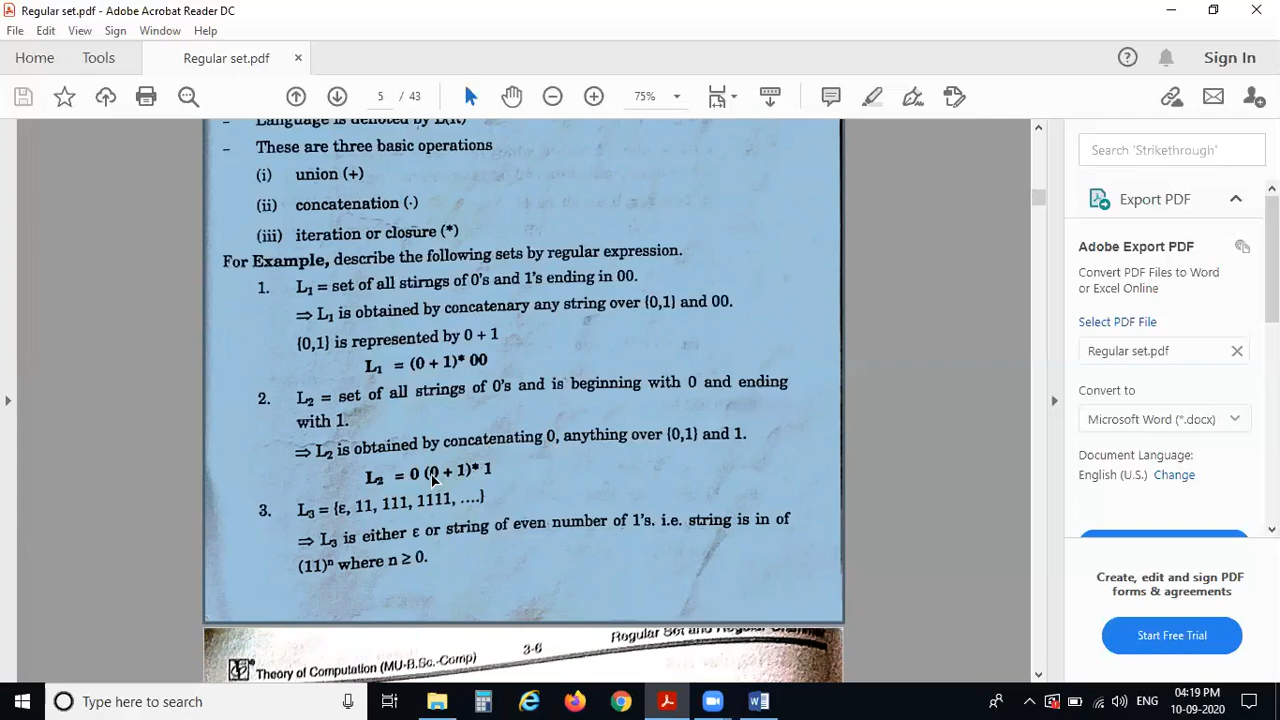 Regular set.pdf - Adobe Acrobat Reader DC
File Edit View Sign Window Help
Home Tools Regular set.pdf × Sign In
5 / 43 75%
- Language is denoted by L(R)
- These are three basic operations
(i) union (+)
(ii) concatenation (·)
(iii) iteration or closure (*)
For Example, describe the following sets by regular expression.
1. L₁ = set of all stirngs of 0's and 1's ending in 00.
⇒ L₁ is obtained by concatenary any string over {0,1} and 00.
{0,1} is represented by 0 + 1
L₁ = (0 + 1)* 00
2. L₂ = set of all strings of 0's and is beginning with 0 and ending
with 1.
⇒ L₂ is obtained by concatenating 0, anything over {0,1} and 1.
L₂ = 0 (0 + 1)* 1
3. L₃ = {ε, 11, 111, 1111, ....}
⇒ L₃ is either ε or string of even number of 1's. i.e. string is in of
(11)ⁿ where n ≥ 0.
Theory of Computation (MU-B.Sc.-Comp) 3-6 Regular Set and Regular
Search 'Strikethrough'
Export PDF
Adobe Export PDF
Convert PDF Files to Word
or Excel Online
Select PDF File
Regular set.pdf
Convert to
Microsoft Word (*.docx)
Document Language:
English (U.S.) Change
Create, edit and sign PDF
forms & agreements
Start Free Trial
Type here to search
ENG
04:19 PM
10-09-2020